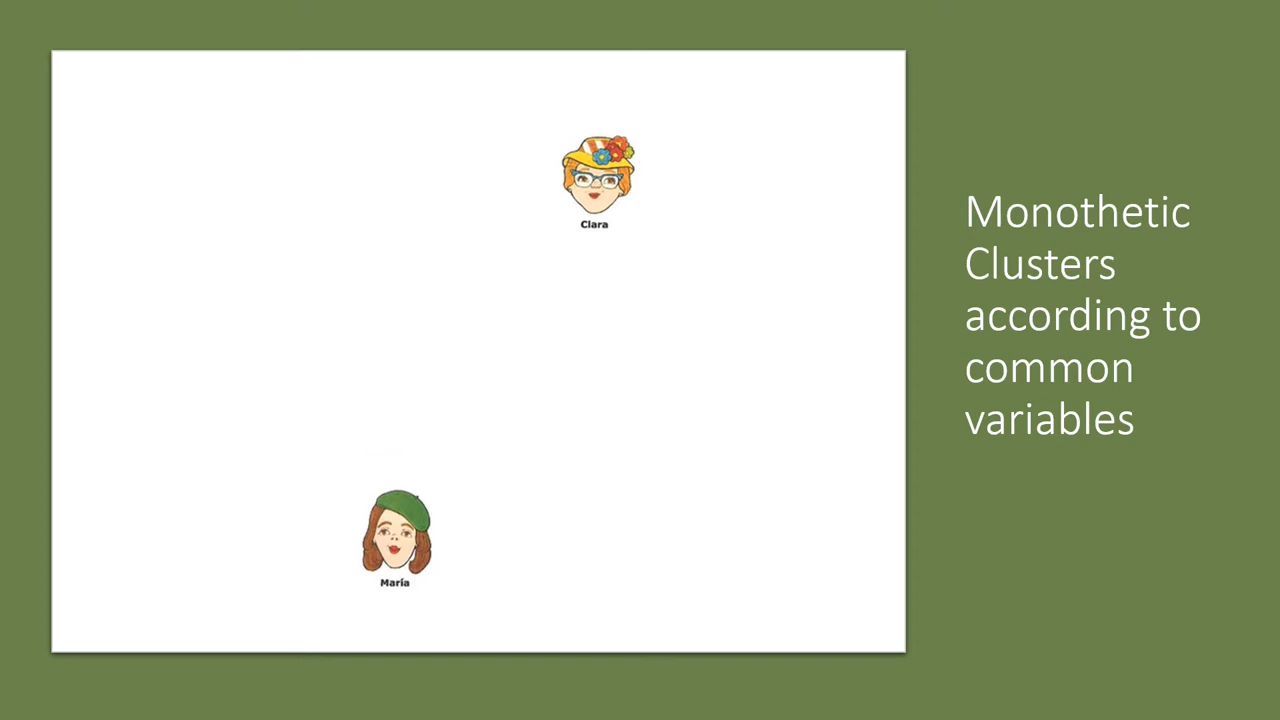 Clara
María
Monothetic
Clusters
according to
common
variables